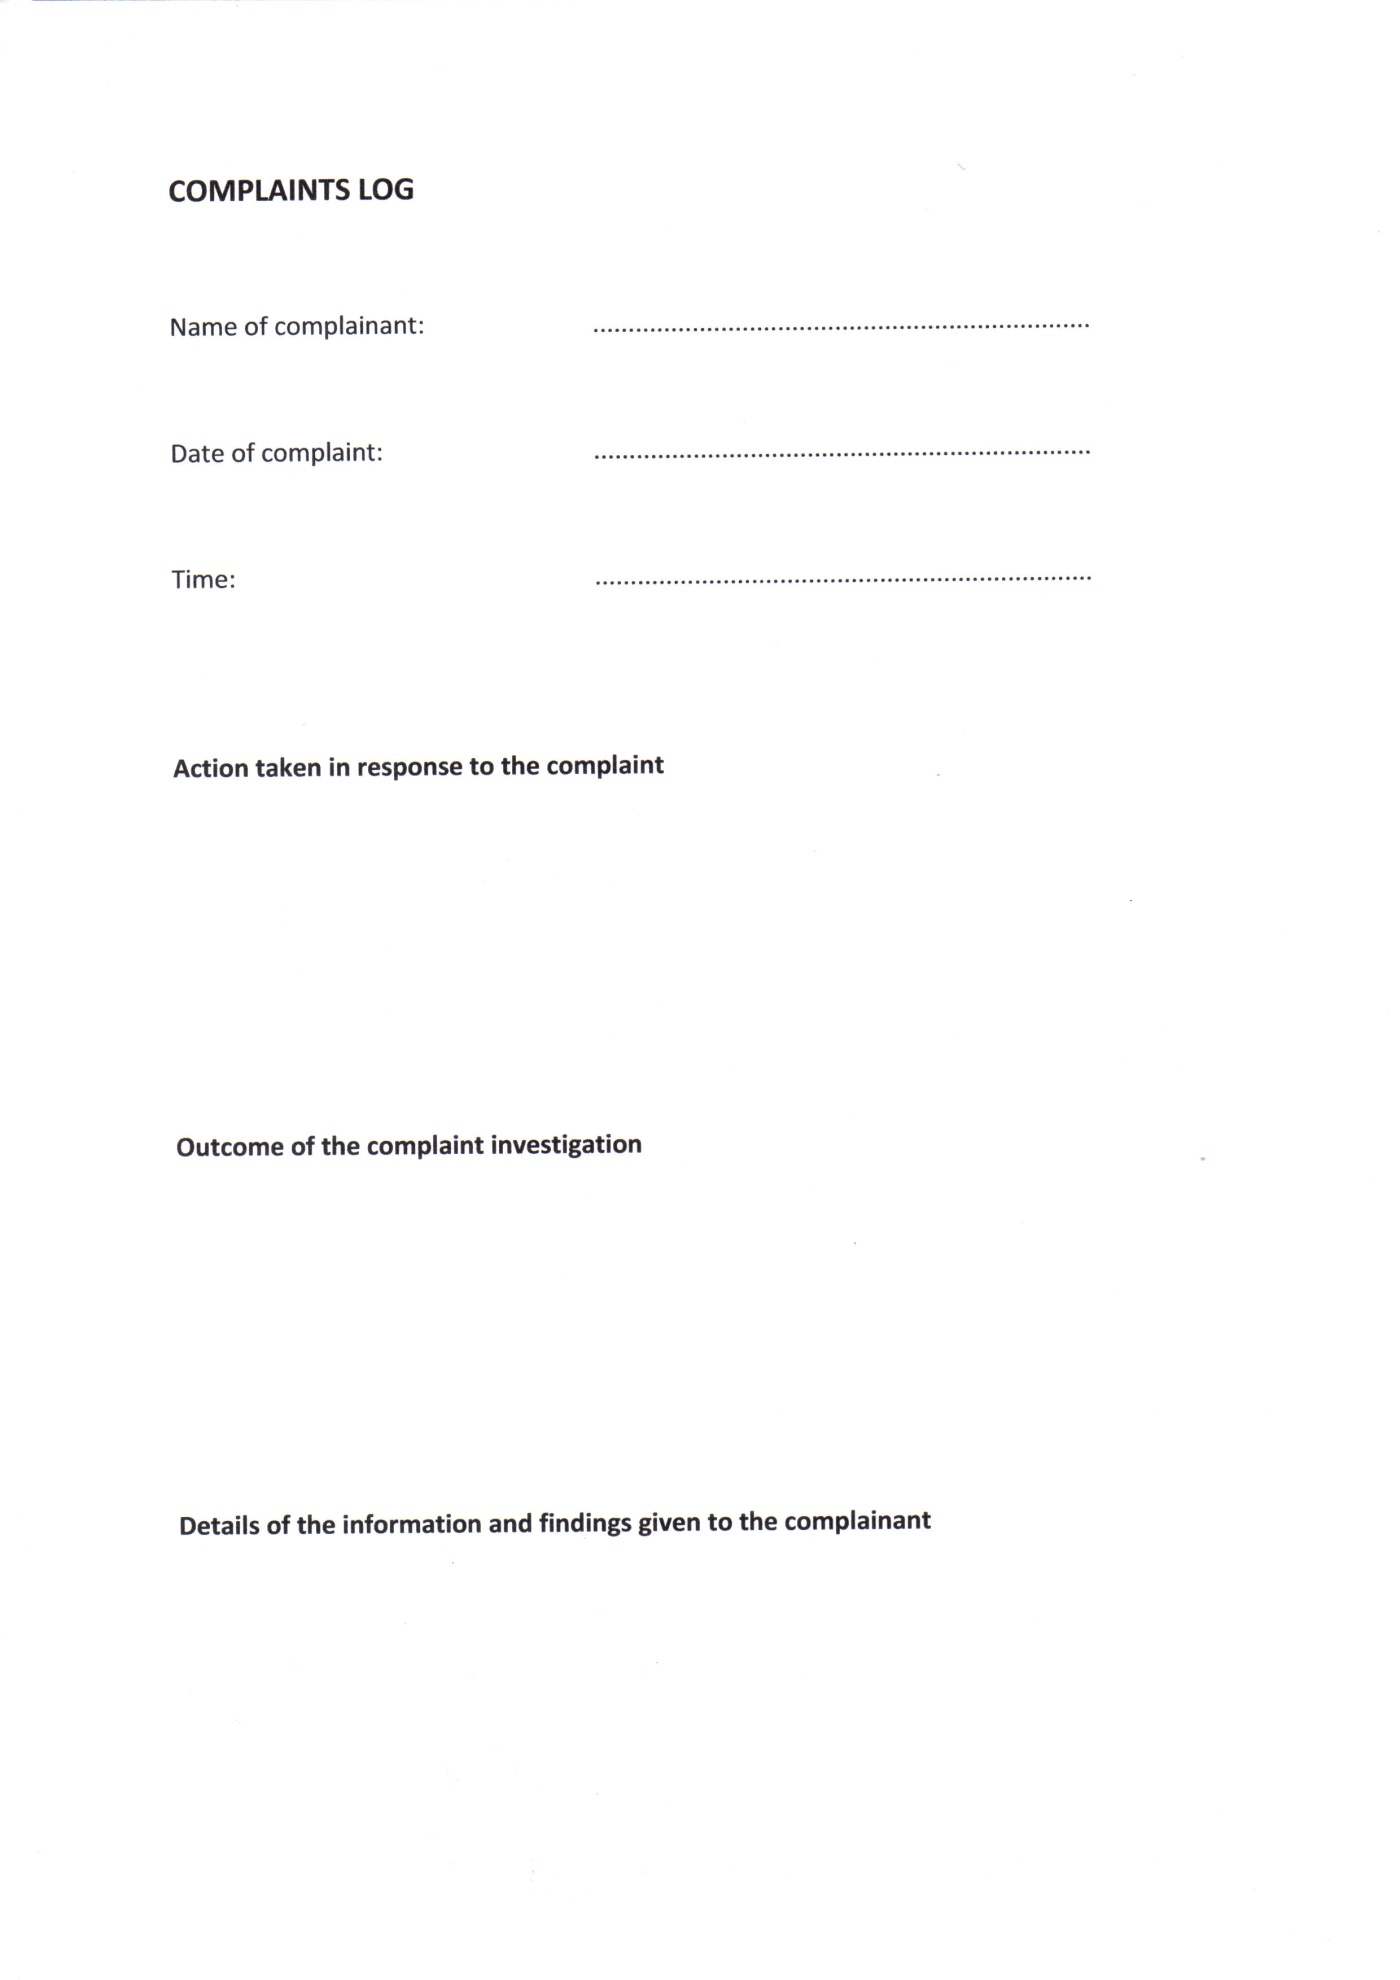 COMPLAINTS LOG
Name of complainant: ......................................................................
Date of complaint: ......................................................................
Time: ......................................................................
Action taken in response to the complaint
Outcome of the complaint investigation
Details of the information and findings given to the complainant